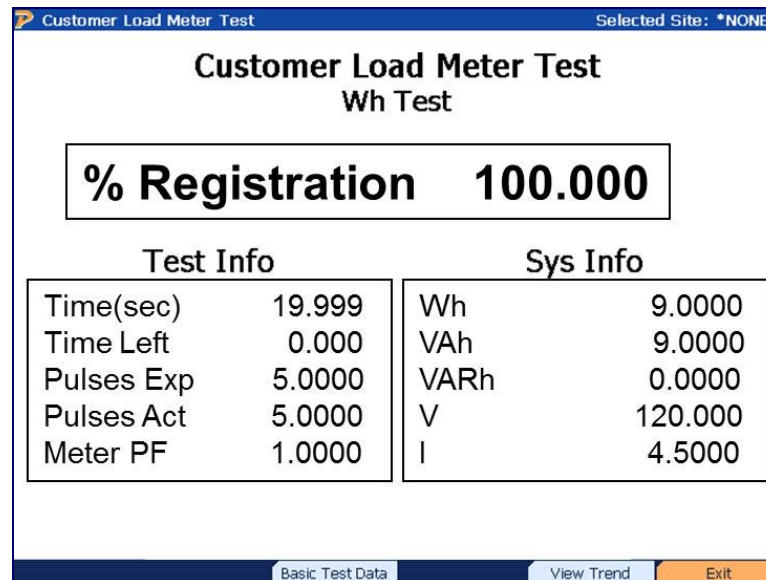 Customer Load Meter Test Selected Site: *NONE
Customer Load Meter Test
Wh Test
% Registration 100.000
Test Info
Time(sec) 19.999
Time Left 0.000
Pulses Exp 5.0000
Pulses Act 5.0000
Meter PF 1.0000
Sys Info
Wh 9.0000
VAh 9.0000
VARh 0.0000
V 120.000
I 4.5000
Basic Test Data View Trend Exit